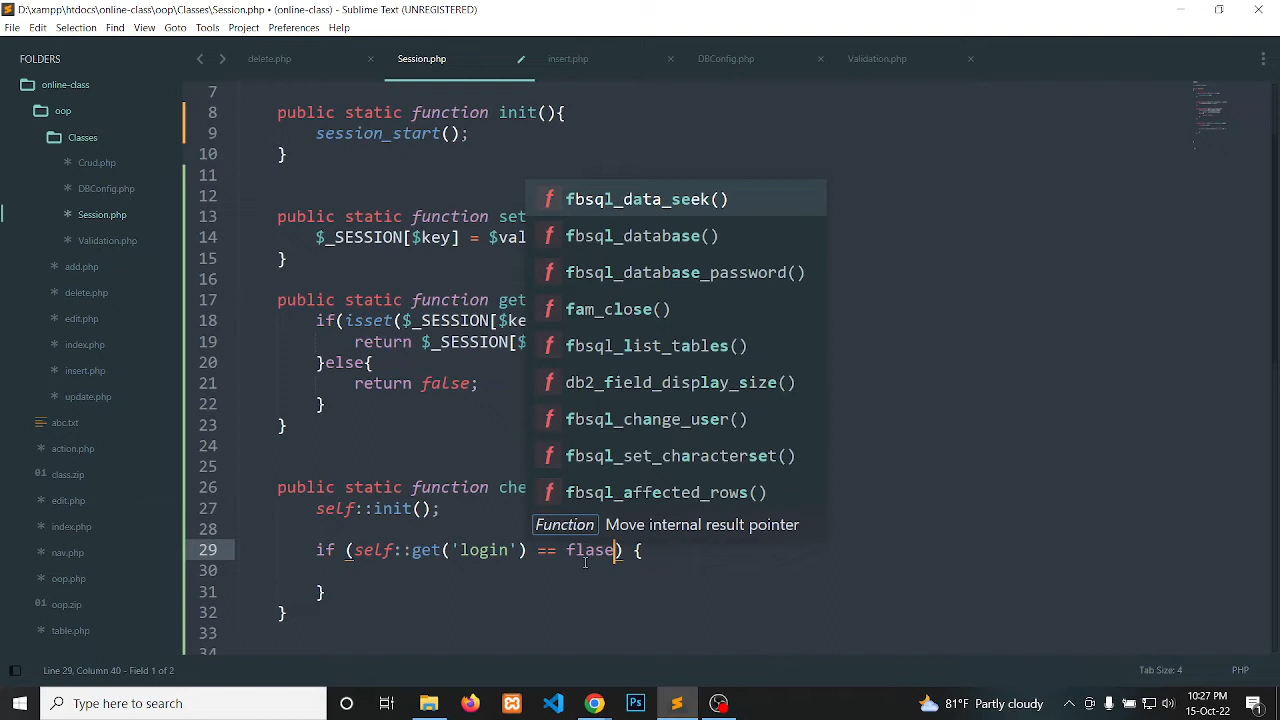 D:\xampp\htdocs\online-class\oop\Classes\Session.php • (online-class) - Sublime Text (UNREGISTERED)
File Edit Selection Find View Goto Tools Project Preferences Help
FOLDERS
online-class
oop
Classes
Crud.php
DBConfig.php
Session.php
Validation.php
add.php
delete.php
edit.php
index.php
insert.php
update.php
abc.txt
action.php
class.zip
edit.php
index.php
nav.php
oop.php
oop.zip
table.php
delete.php Session.php insert.php DBConfig.php Validation.php
7
8 public static function init(){
9 session_start();
10 }
11
12
13 public static function set
14 $_SESSION[$key] = $val
15 }
16
17 public static function get
18 if(isset($_SESSION[$ke
19 return $_SESSION[$
20 }else{
21 return false;
22 }
23 }
24
25
26 public static function che
27 self::init();
28
29 if (self::get('login') == flase) {
30
31 }
32 }
33
34
f fbsql_data_seek()
f fbsql_database()
f fbsql_database_password()
f fam_close()
f fbsql_list_tables()
f db2_field_display_size()
f fbsql_change_user()
f fbsql_set_characterset()
f fbsql_affected_rows()
Function Move internal result pointer
Line 29, Column 40 - Field 1 of 2 Tab Size: 4 PHP
Type here to search
81°F Partly cloudy
10:27 PM
15-Oct-22